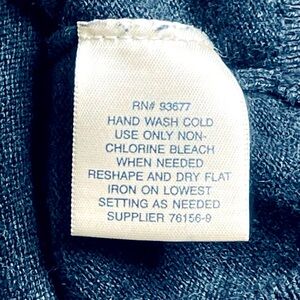 RN# 93677
HAND WASH COLD
USE ONLY NON-
CHLORINE BLEACH
WHEN NEEDED
RESHAPE AND DRY FLAT
IRON ON LOWEST
SETTING AS NEEDED
SUPPLIER 76156-9